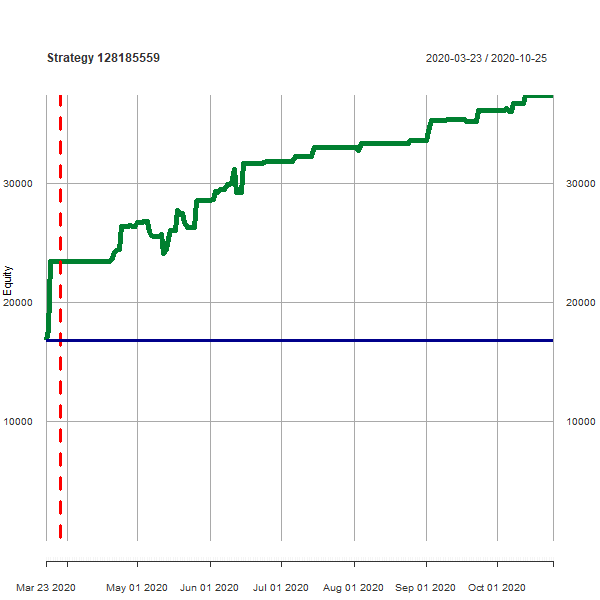 Strategy 128185559
2020-03-23 / 2020-10-25
30000
30000
Equity
20000
20000
10000
10000
Mar 23 2020
May 01 2020
Jun 01 2020
Jul 01 2020
Aug 01 2020
Sep 01 2020
Oct 01 2020